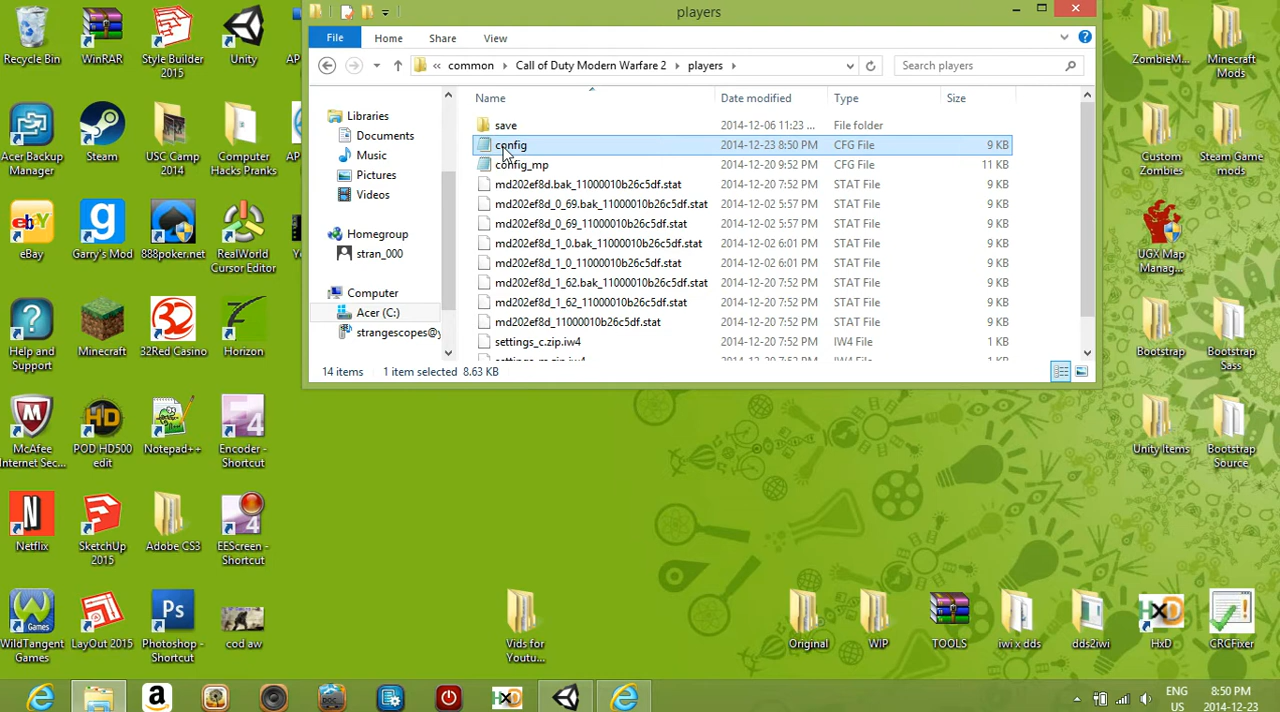 players
File
Home
Share
View
«
common
Call of Duty Modern Warfare 2
players
Search players
Name
Date modified
Type
Size
save
2014-12-06 11:23 ...
File folder
config
2014-12-23 8:50 PM
CFG File
9 KB
config_mp
2014-12-20 9:52 PM
CFG File
11 KB
md202ef8d.bak_11000010b26c5df.stat
2014-12-20 7:52 PM
STAT File
9 KB
md202ef8d_0_69.bak_11000010b26c5df.stat
2014-12-02 5:57 PM
STAT File
9 KB
md202ef8d_0_69_11000010b26c5df.stat
2014-12-02 5:57 PM
STAT File
9 KB
md202ef8d_1_0.bak_11000010b26c5df.stat
2014-12-02 6:01 PM
STAT File
9 KB
md202ef8d_1_0_11000010b26c5df.stat
2014-12-02 6:01 PM
STAT File
9 KB
md202ef8d_1_62.bak_11000010b26c5df.stat
2014-12-20 7:52 PM
STAT File
9 KB
md202ef8d_1_62_11000010b26c5df.stat
2014-12-20 7:52 PM
STAT File
9 KB
md202ef8d_11000010b26c5df.stat
2014-12-20 7:52 PM
STAT File
9 KB
settings_c.zip.iw4
2014-12-20 7:52 PM
IW4 File
1 KB
Libraries
Documents
Music
Pictures
Videos
Homegroup
stran_000
Computer
Acer (C:)
strangescopes@y
14 items
1 item selected
8.63 KB
Recycle Bin
WinRAR
Style Builder
2015
Unity
AP
Acer Backup
Manager
Steam
USC Camp
2014
Computer
Hacks Pranks
AP
eBay
Garry's Mod
888poker.net
RealWorld
Cursor Editor
Help and
Support
Minecraft
32Red Casino
Horizon
McAfee
Internet Sec...
POD HD500
edit
Notepad++
Encoder -
Shortcut
Netflix
SketchUp
2015
Adobe CS3
EEScreen -
Shortcut
WildTangent
Games
LayOut 2015
Photoshop -
Shortcut
cod aw
Vids for
Youtu...
ZombieM...
Minecraft
Mods
Custom
Zombies
Steam Game
mods
UGX Map
Manag...
Bootstrap
Bootstrap
Sass
Unity Items
Bootstrap
Source
Original
WIP
TOOLS
iwi x dds
dds2iwi
HxD
CRCFixer
ENG
US
8:50 PM
2014-12-23